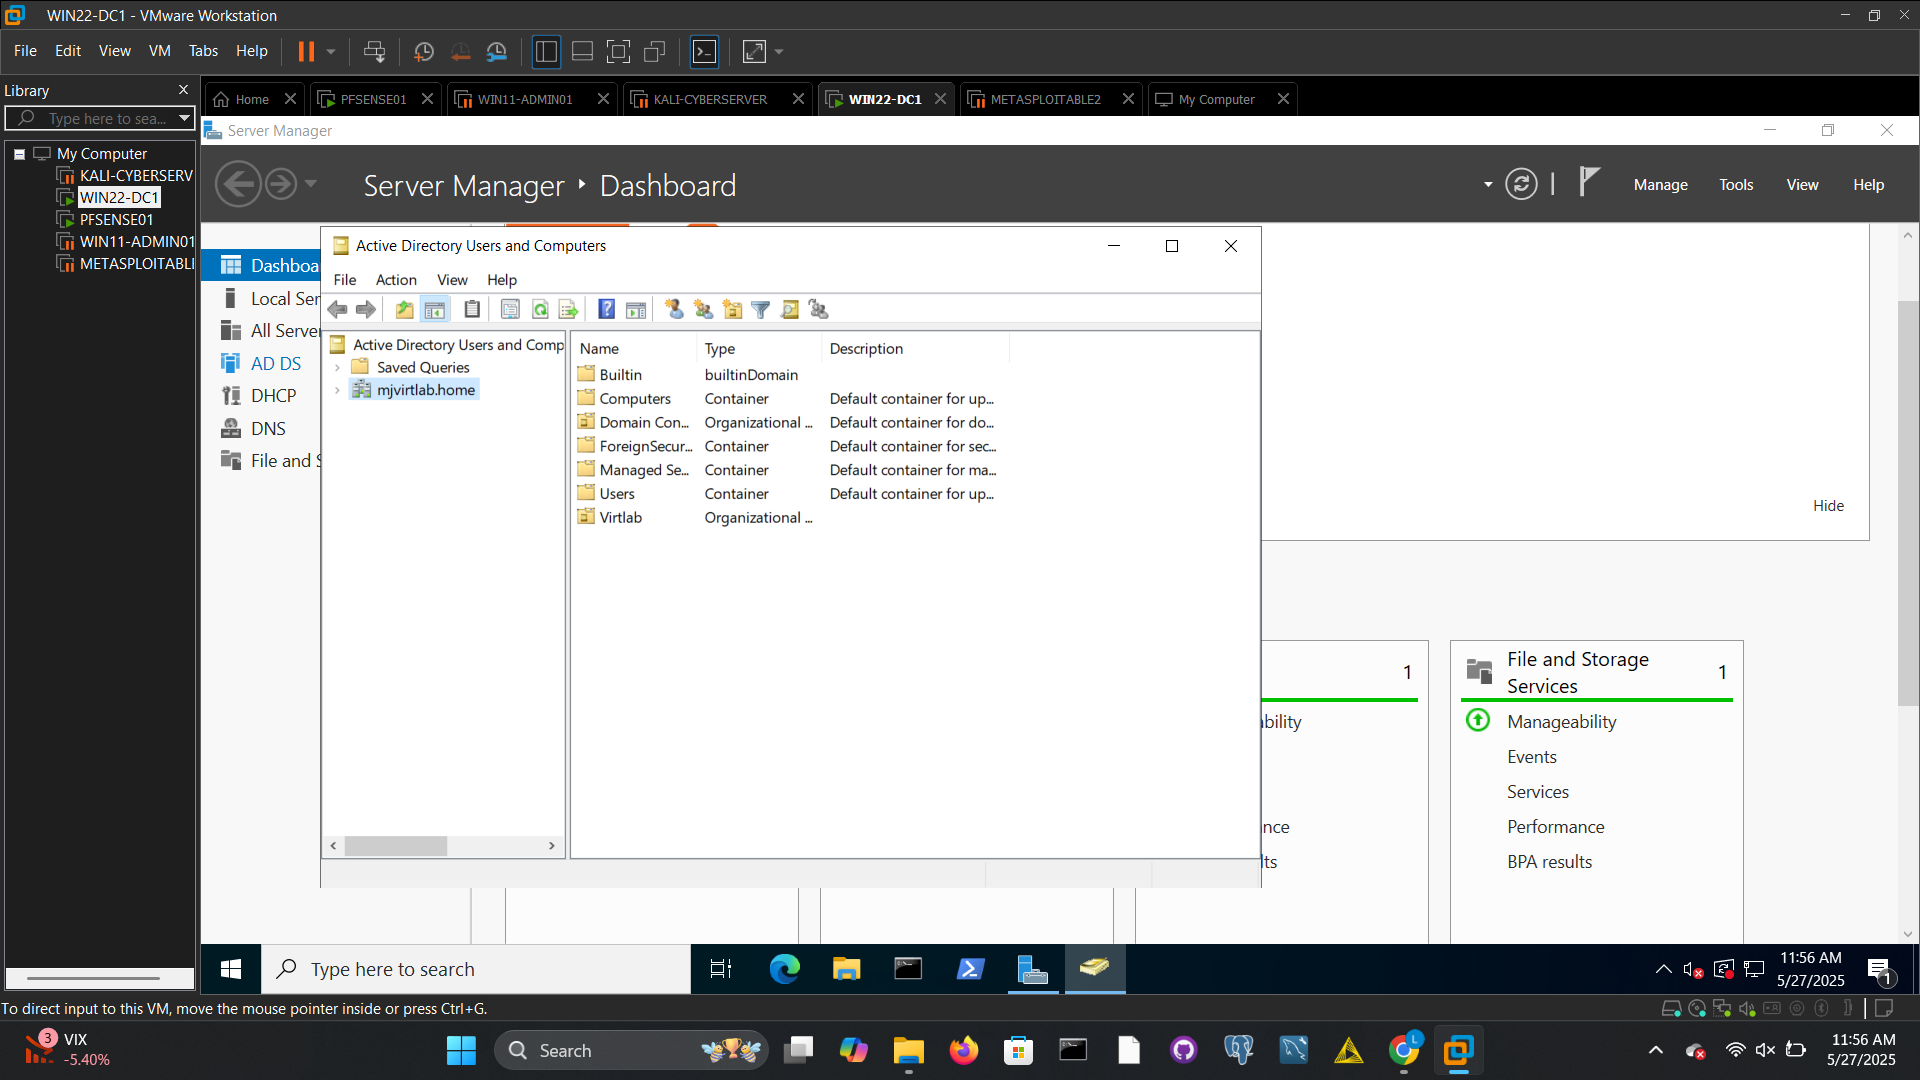 WIN22-DC1 - VMware Workstation
File Edit View VM Tabs Help
Library
Home
PFSENSE01
WIN11-ADMIN01
KALI-CYBERSERVER
WIN22-DC1
METASPLOITABLE2
My Computer
Type here to sea...
My Computer
KALI-CYBERSERV
WIN22-DC1
PFSENSE01
WIN11-ADMIN01
METASPLOITABLI
Server Manager
Server Manager Dashboard
Manage Tools View Help
Dashboa
Local Ser
All Server
AD DS
DHCP
DNS
File and S
Active Directory Users and Computers
File Action View Help
Active Directory Users and Comp
Saved Queries
mjvirtlab.home
Name Type Description
Builtin builtinDomain
Computers Container Default container for up...
Domain Con... Organizational ... Default container for do...
ForeignSecur... Container Default container for sec...
Managed Se... Container Default container for ma...
Users Container Default container for up...
Virtlab Organizational ...
Hide
1
ability
nce
lts
File and Storage Services 1
Manageability
Events
Services
Performance
BPA results
Type here to search
11:56 AM
5/27/2025
1
To direct input to this VM, move the mouse pointer inside or press Ctrl+G.
3
VIX
-5.40%
Search
L
11:56 AM
5/27/2025